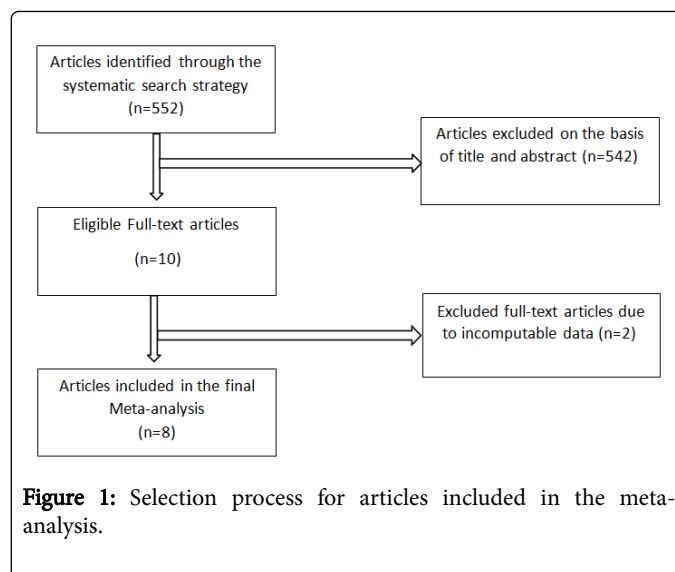 Articles identified through the
systematic search strategy
(n=552)
Articles excluded on the basis
of title and abstract (n=542)
Eligible Full-text articles
(n=10)
Excluded full-text articles due
to incomputable data (n=2)
Articles included in the final
Meta-analysis
(n=8)
Figure 1: Selection process for articles included in the meta-
analysis.